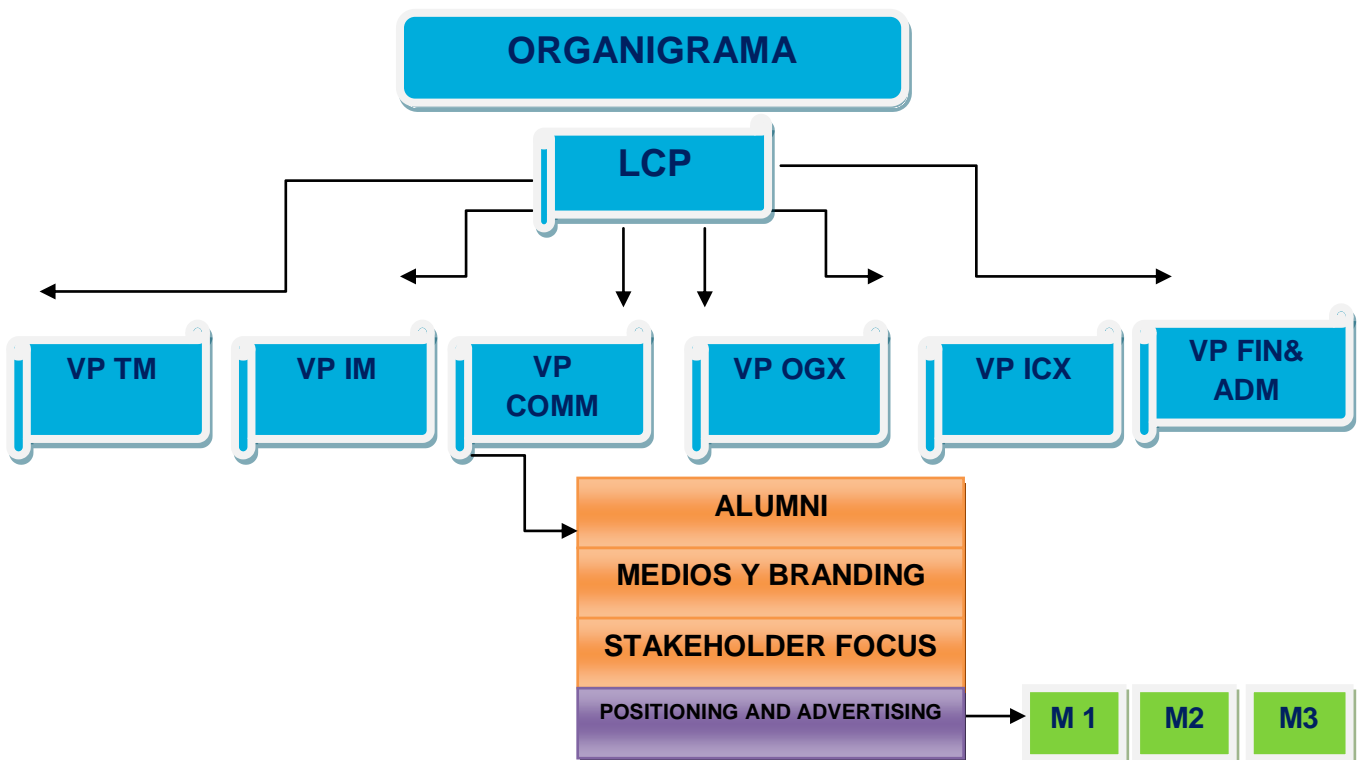 ORGANIGRAMA
LCP
VP TM
VP IM
VP
COMM
VP OGX
VP ICX
VP FIN&
ADM
ALUMNI
MEDIOS Y BRANDING
STAKEHOLDER FOCUS
POSITIONING AND ADVERTISING
M 1
M2
M3